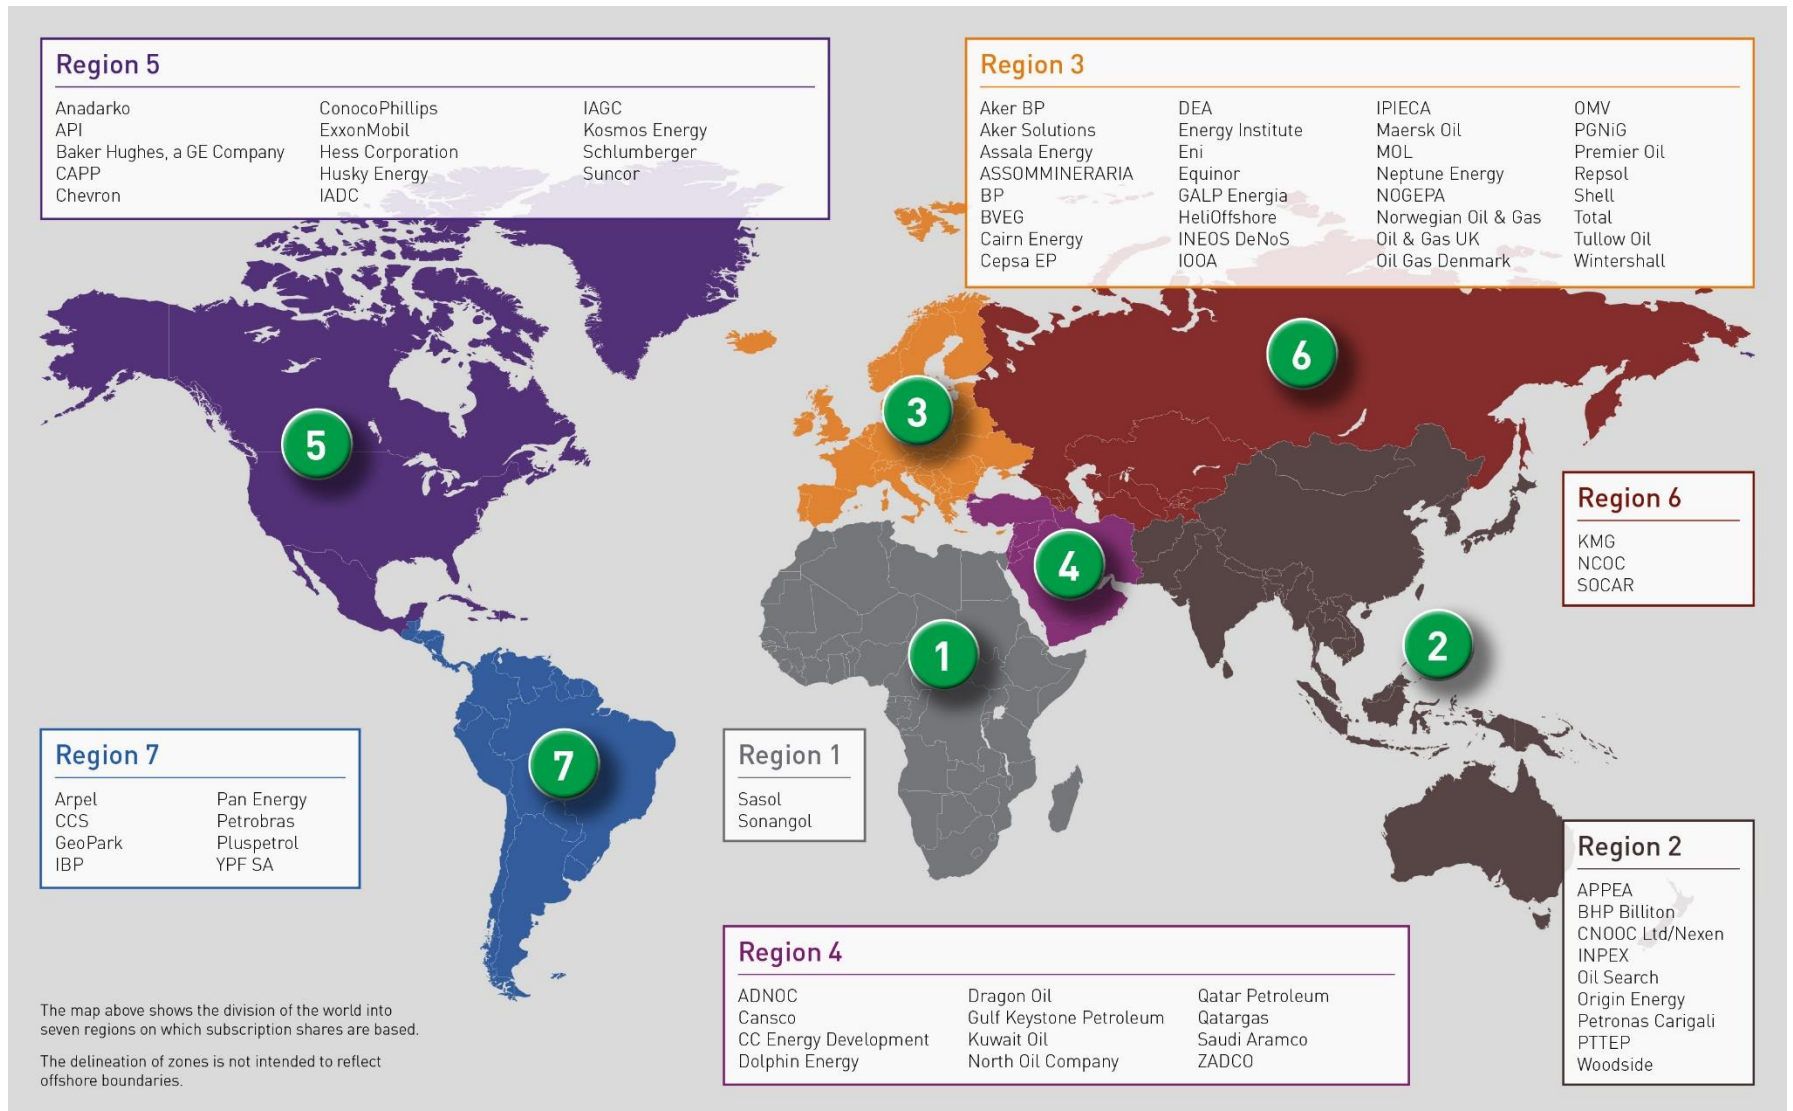 Region 5
Anadarko
API
Baker Hughes, a GE Company
CAPP
Chevron
ConocoPhillips
ExxonMobil
Hess Corporation
Husky Energy
IADC
IAGC
Kosmos Energy
Schlumberger
Suncor
Region 3
Aker BP
Aker Solutions
Assala Energy
ASSOMMINERARIA
BP
BVEG
Cairn Energy
Cepsa EP
DEA
Energy Institute
Eni
Equinor
GALP Energia
HeliOffshore
INEOS DeNoS
IOOA
IPIECA
Maersk Oil
MOL
Neptune Energy
NOGEPA
Norwegian Oil & Gas
Oil & Gas UK
Oil Gas Denmark
OMV
PGNiG
Premier Oil
Repsol
Shell
Total
Tullow Oil
Wintershall
6
3
5
4
2
1
7
Region 6
KMG
NCOC
SOCAR
Region 7
Arpel
CCS
GeoPark
IBP
Pan Energy
Petrobras
Pluspetrol
YPF SA
Region 1
Sasol
Sonangol
Region 2
APPEA
BHP Billiton
CNOOC Ltd/Nexen
INPEX
Oil Search
Origin Energy
Petronas Carigali
PTTEP
Woodside
Region 4
ADNOC
Cansco
CC Energy Development
Dolphin Energy
Dragon Oil
Gulf Keystone Petroleum
Kuwait Oil
North Oil Company
Qatar Petroleum
Qatargas
Saudi Aramco
ZADCO
The map above shows the division of the world into
seven regions on which subscription shares are based.
The delineation of zones is not intended to reflect
offshore boundaries.